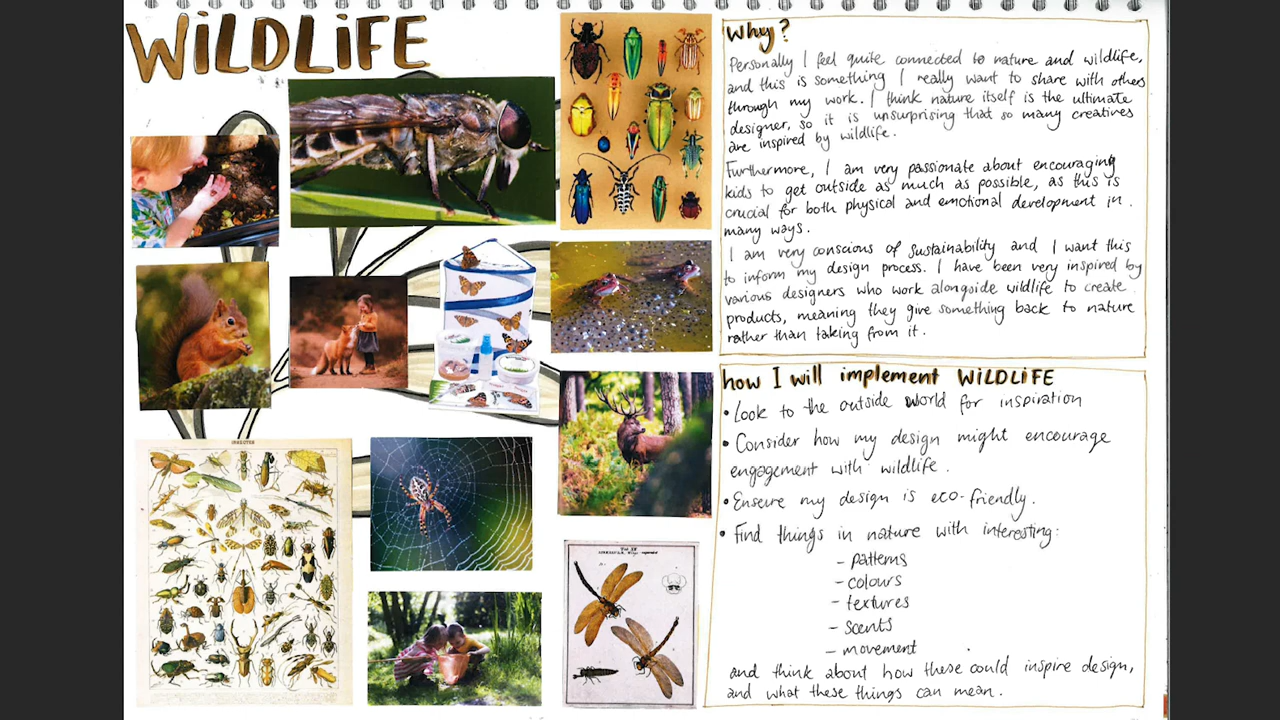 WiLDLiFE
Why?
Personally I feel quite connected to nature and wildlife,
and this is something I really want to share with others
through my work. I think nature itself is the ultimate
designer, so it is unsurprising that so many creatives
are inspired by wildlife.
Furthermore, I am very passionate about encouraging
kids to get outside as much as possible, as this is
crucial for both physical and emotional development in
many ways.
I am very conscious of sustainability and I want this
to inform my design process. I have been very inspired by
various designers who work alongside wildlife to create
products, meaning they give something back to nature
rather than taking from it.
how I will implement WiLDLiFE
• Look to the outside world for inspiration
• Consider how my design might encourage
engagement with wildlife.
• Ensure my design is eco-friendly.
• Find things in nature with interesting:
- patterns
- colours
- textures
- scents
- movement
and think about how these could inspire design,
and what these things can mean.
INSECTES